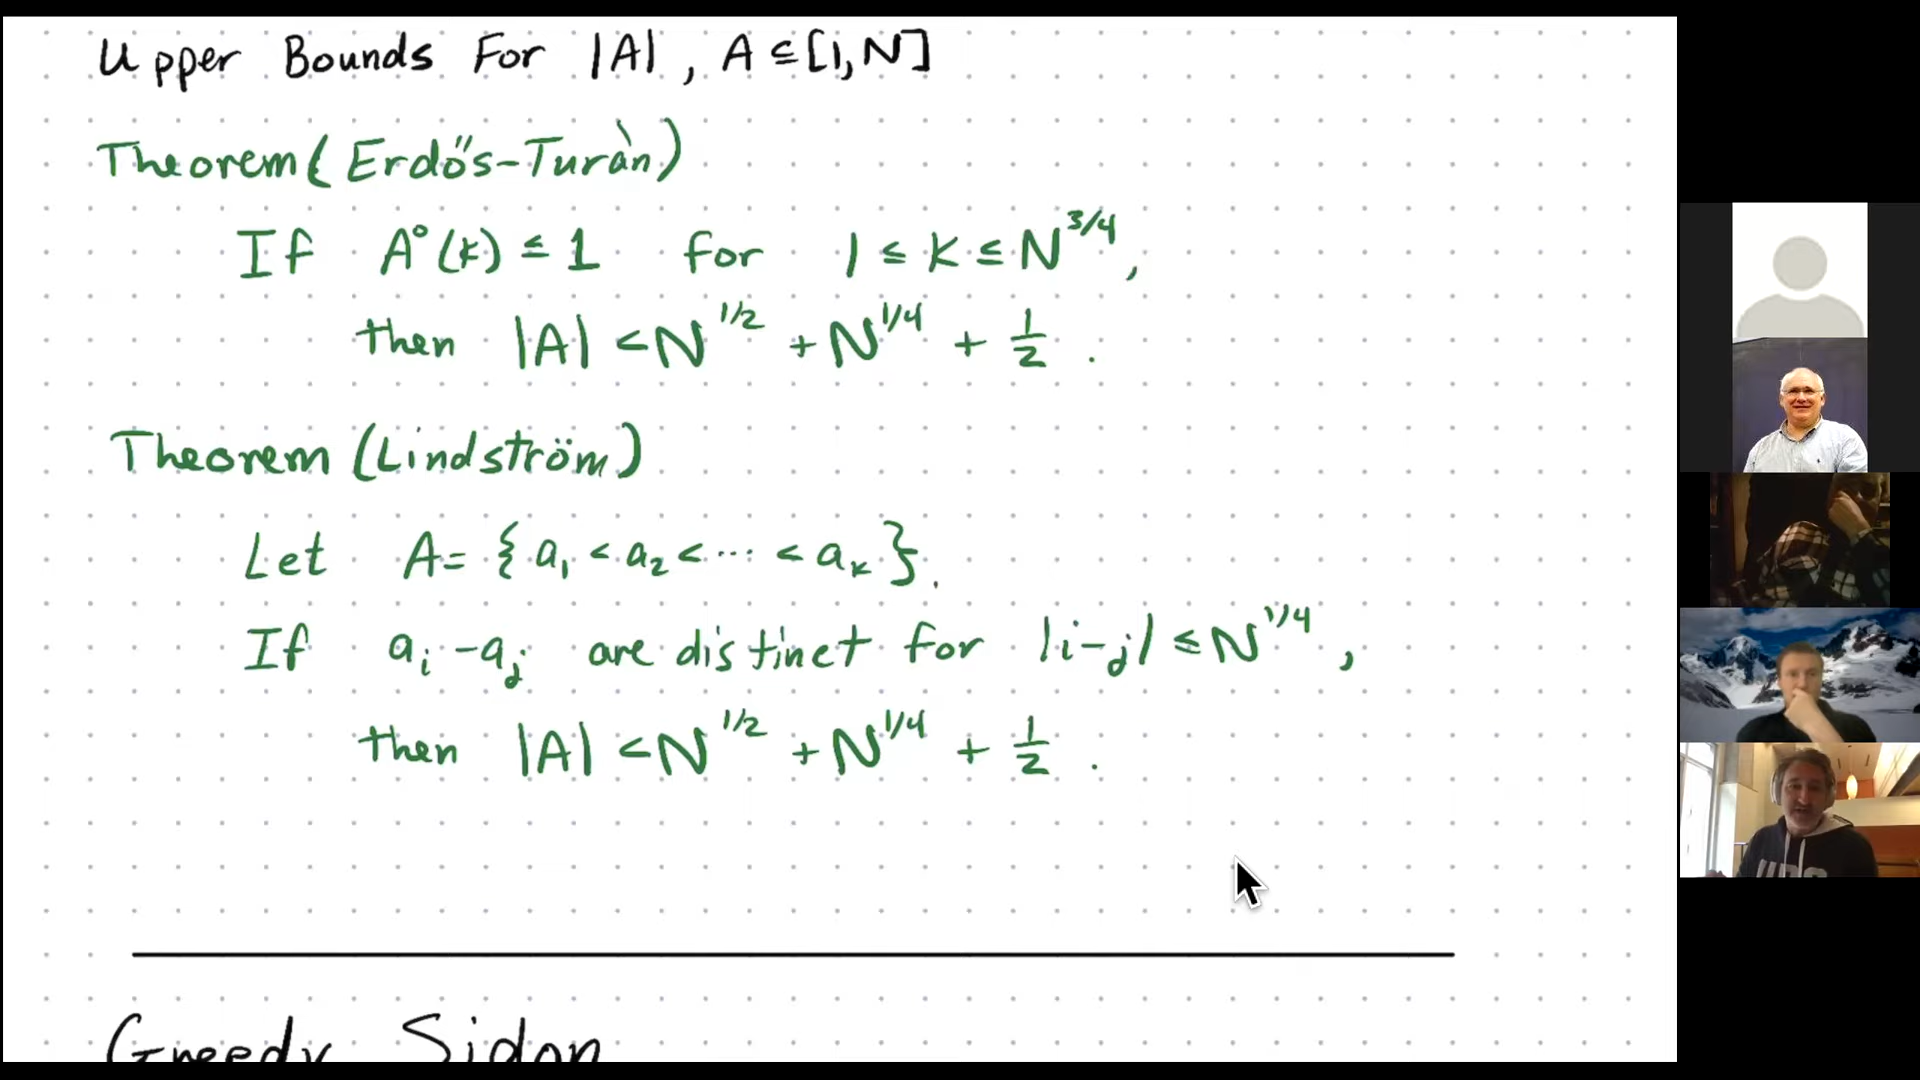 Upper Bounds For |A|, A ⊆ [1,N]
Theorem (Erdős-Turàn)
If A°(k) ≤ 1 for 1 ≤ k ≤ N^{3/4},
then |A| < N^{1/2} + N^{1/4} + 1/2.
Theorem (Lindström)
Let A = {a₁ < a₂ < ⋯ < aₖ}.
If aᵢ - aⱼ are distinct for |i-j| ≤ N^{1/4},
then |A| < N^{1/2} + N^{1/4} + 1/2.
Greedy Sidon